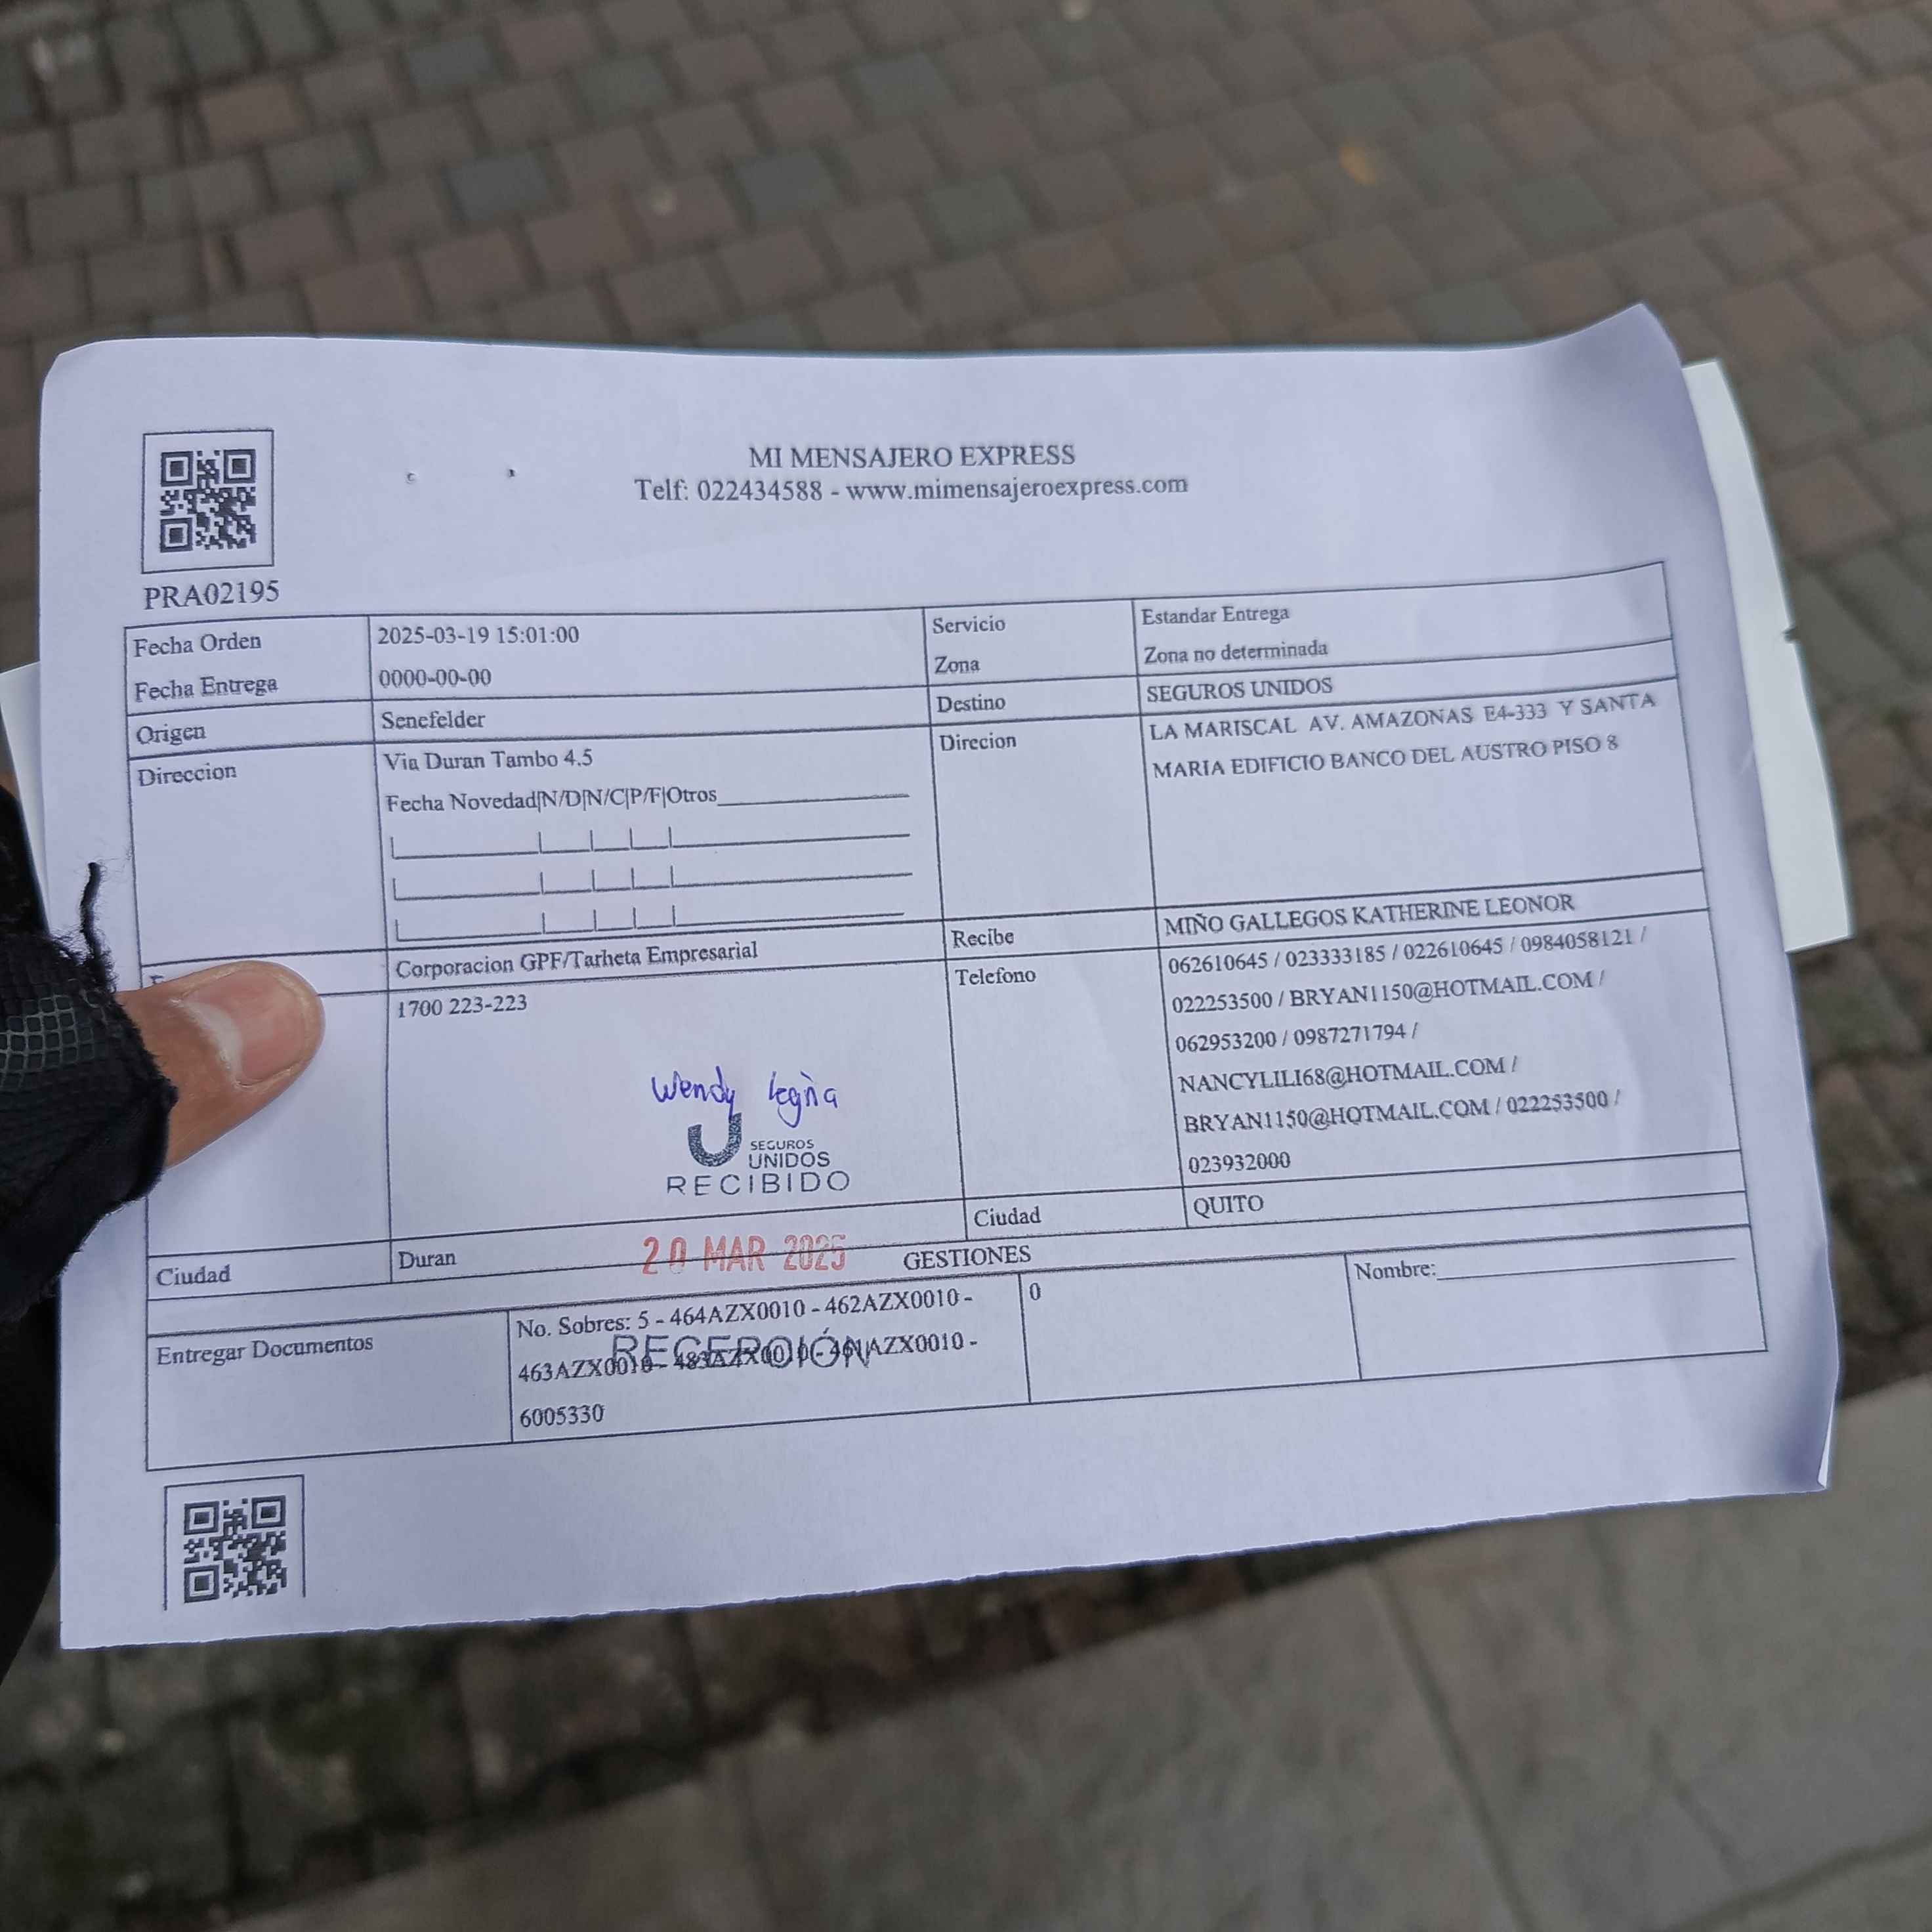 MI MENSAJERO EXPRESS
Telf: 022434588 - www.mimensajeroexpress.com
PRA02195
Fecha Orden 2025-03-19 15:01:00 Servicio Estandar Entrega
Fecha Entrega 0000-00-00 Zona Zona no determinada
Origen Senefelder Destino SEGUROS UNIDOS
Direccion Via Duran Tambo 4.5 Direcion LA MARISCAL AV. AMAZONAS E4-333 Y SANTA
MARIA EDIFICIO BANCO DEL AUSTRO PISO 8
Fecha Novedad|N/D|N/C|P/F|Otros
Corporacion GPF/Tarheta Empresarial Recibe MIÑO GALLEGOS KATHERINE LEONOR
1700 223-223 Telefono 062610645 / 023333185 / 022610645 / 0984058121 /
022253500 / BRYAN1150@HOTMAIL.COM /
062953200 / 0987271794 /
NANCYLILI68@HOTMAIL.COM /
BRYAN1150@HOTMAIL.COM / 022253500 /
023932000
Wendy
SEGUROS
UNIDOS
RECIBIDO
Ciudad Duran Ciudad QUITO
20 MAR 2025
GESTIONES
Entregar Documentos No. Sobres: 5 - 464AZX0010 - 462AZX0010 - 0 Nombre:
463AZX0010 - 483AZX0010 - 461AZX0010 -
6005330
RECEPCIÓN